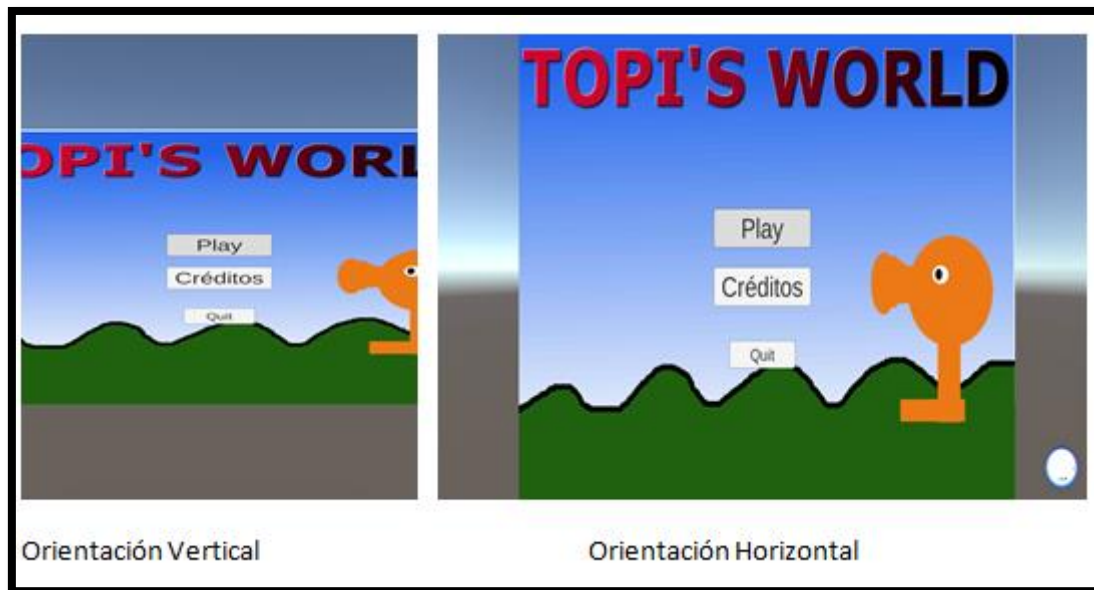 OPI'S WORL
Play
Créditos
Quit
TOPI'S WORLD
Play
Créditos
Quit
Orientación Vertical
Orientación Horizontal